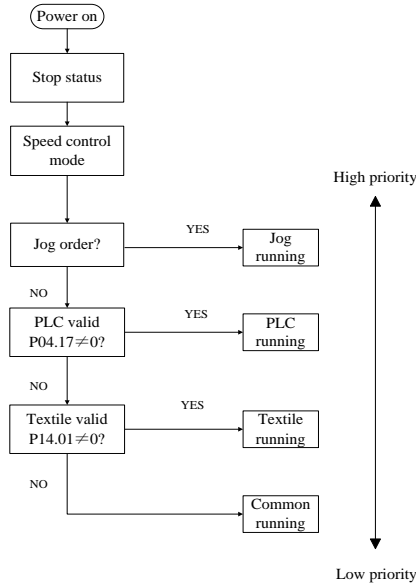 Power on
Stop status
Speed control
mode
High priority
YES
Jog order?
Jog
running
NO
PLC valid
P04.17≠0?
YES
PLC
running
NO
Textile valid
P14.01≠0?
YES
Textile
running
NO
Common
running
Low priority